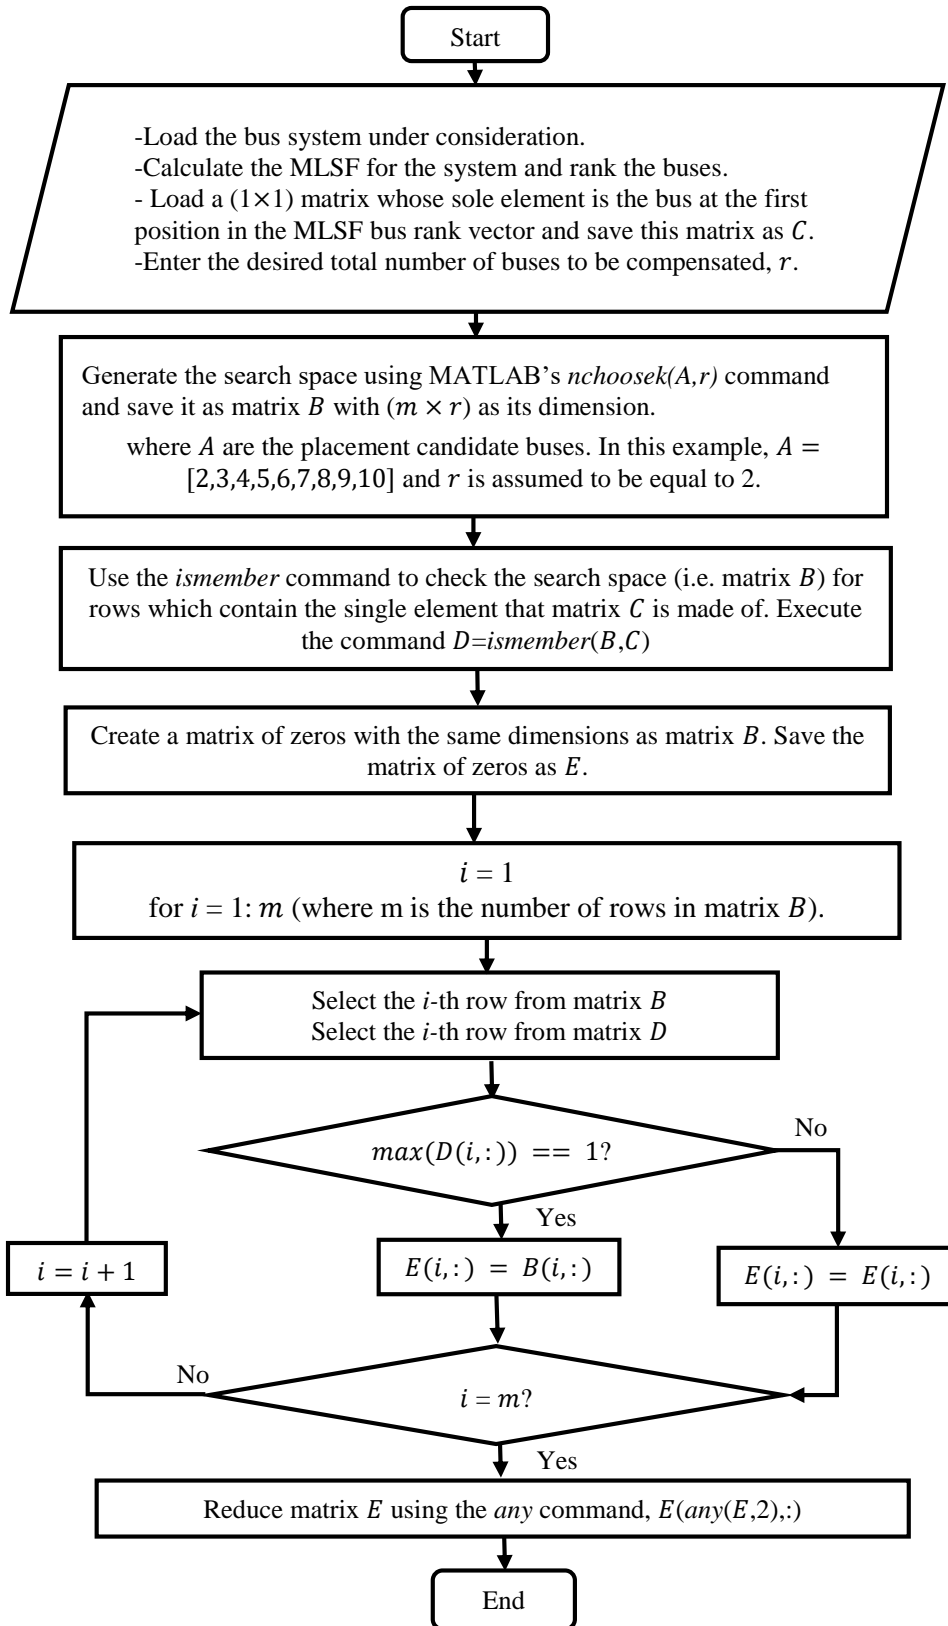 Start
-Load the bus system under consideration.
-Calculate the MLSF for the system and rank the buses.
- Load a (1×1) matrix whose sole element is the bus at the first
position in the MLSF bus rank vector and save this matrix as C.
-Enter the desired total number of buses to be compensated, r.
Generate the search space using MATLAB's nchoosek(A,r) command
and save it as matrix B with (m × r) as its dimension.
where A are the placement candidate buses. In this example, A =
[2,3,4,5,6,7,8,9,10] and r is assumed to be equal to 2.
Use the ismember command to check the search space (i.e. matrix B) for
rows which contain the single element that matrix C is made of. Execute
the command D=ismember(B,C)
Create a matrix of zeros with the same dimensions as matrix B. Save the
matrix of zeros as E.
i = 1
for i = 1: m (where m is the number of rows in matrix B).
Select the i-th row from matrix B
Select the i-th row from matrix D
max(D(i,:)) == 1?
No
Yes
i = i + 1
E(i,:) = B(i,:)
E(i,:) = E(i,:)
No
i = m?
Yes
Reduce matrix E using the any command, E(any(E,2),:)
End